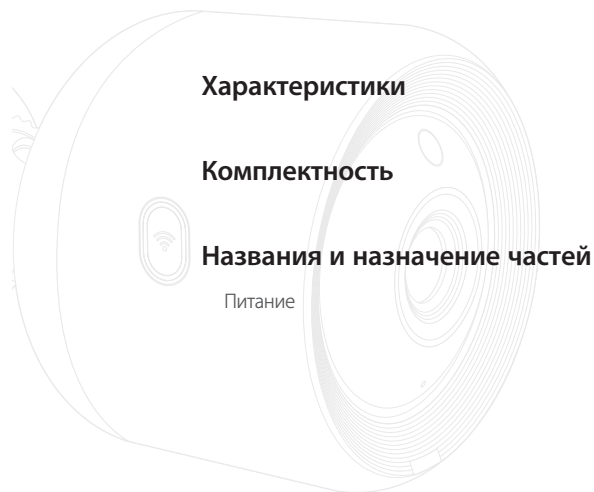 Характеристики
Комплектность
Названия и назначение частей
Питание